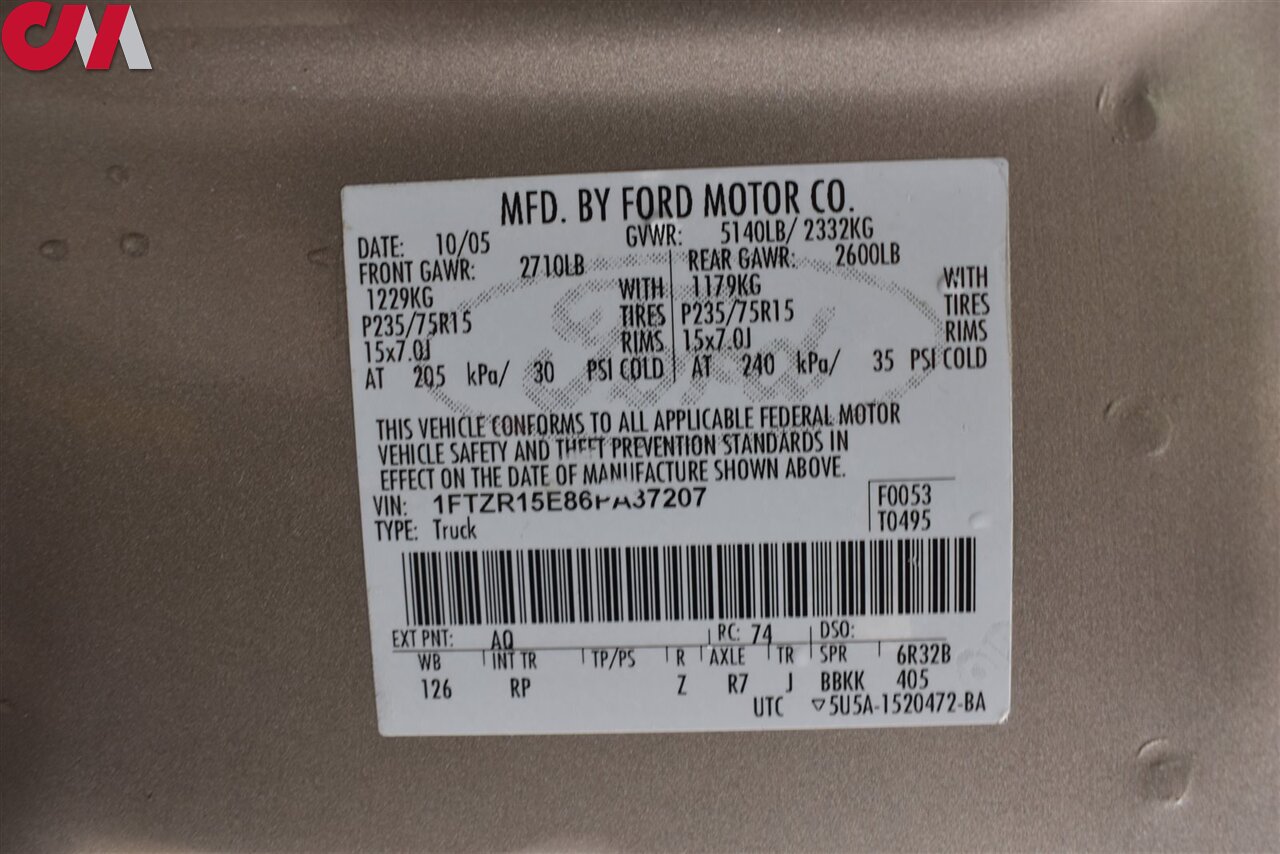 CMA
MFD. BY FORD MOTOR CO.
DATE: 10/05 GVWR: 5140LB/ 2332KG
FRONT GAWR: 2710LB REAR GAWR: 2600LB
1229KG WITH 1179KG WITH
P235/75R15 TIRES P235/75R15 TIRES
15x7.0J RIMS 15x7.0J RIMS
AT 205 kPa/ 30 PSI COLD AT 240 kPa/ 35 PSI COLD
Ford
THIS VEHICLE CONFORMS TO ALL APPLICABLE FEDERAL MOTOR
VEHICLE SAFETY AND THEFT PREVENTION STANDARDS IN
EFFECT ON THE DATE OF MANUFACTURE SHOWN ABOVE.
VIN: 1FTZR15E86PA37207 F0053
TYPE: Truck T0495
EXT PNT: AQ RC: 74 DSO:
WB INT TR TP/PS R AXLE TR SPR 6R32B
126 RP Z R7 J BBKK 405
UTC ▽5U5A-1520472-BA